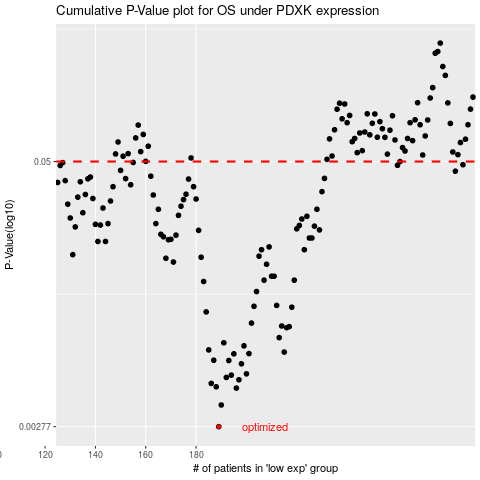 Cumulative P-Value plot for OS under PDXK expression
P-Value(log10)
0.05
0.00277
optimized
0
120
140
160
180
# of patients in 'low exp' group